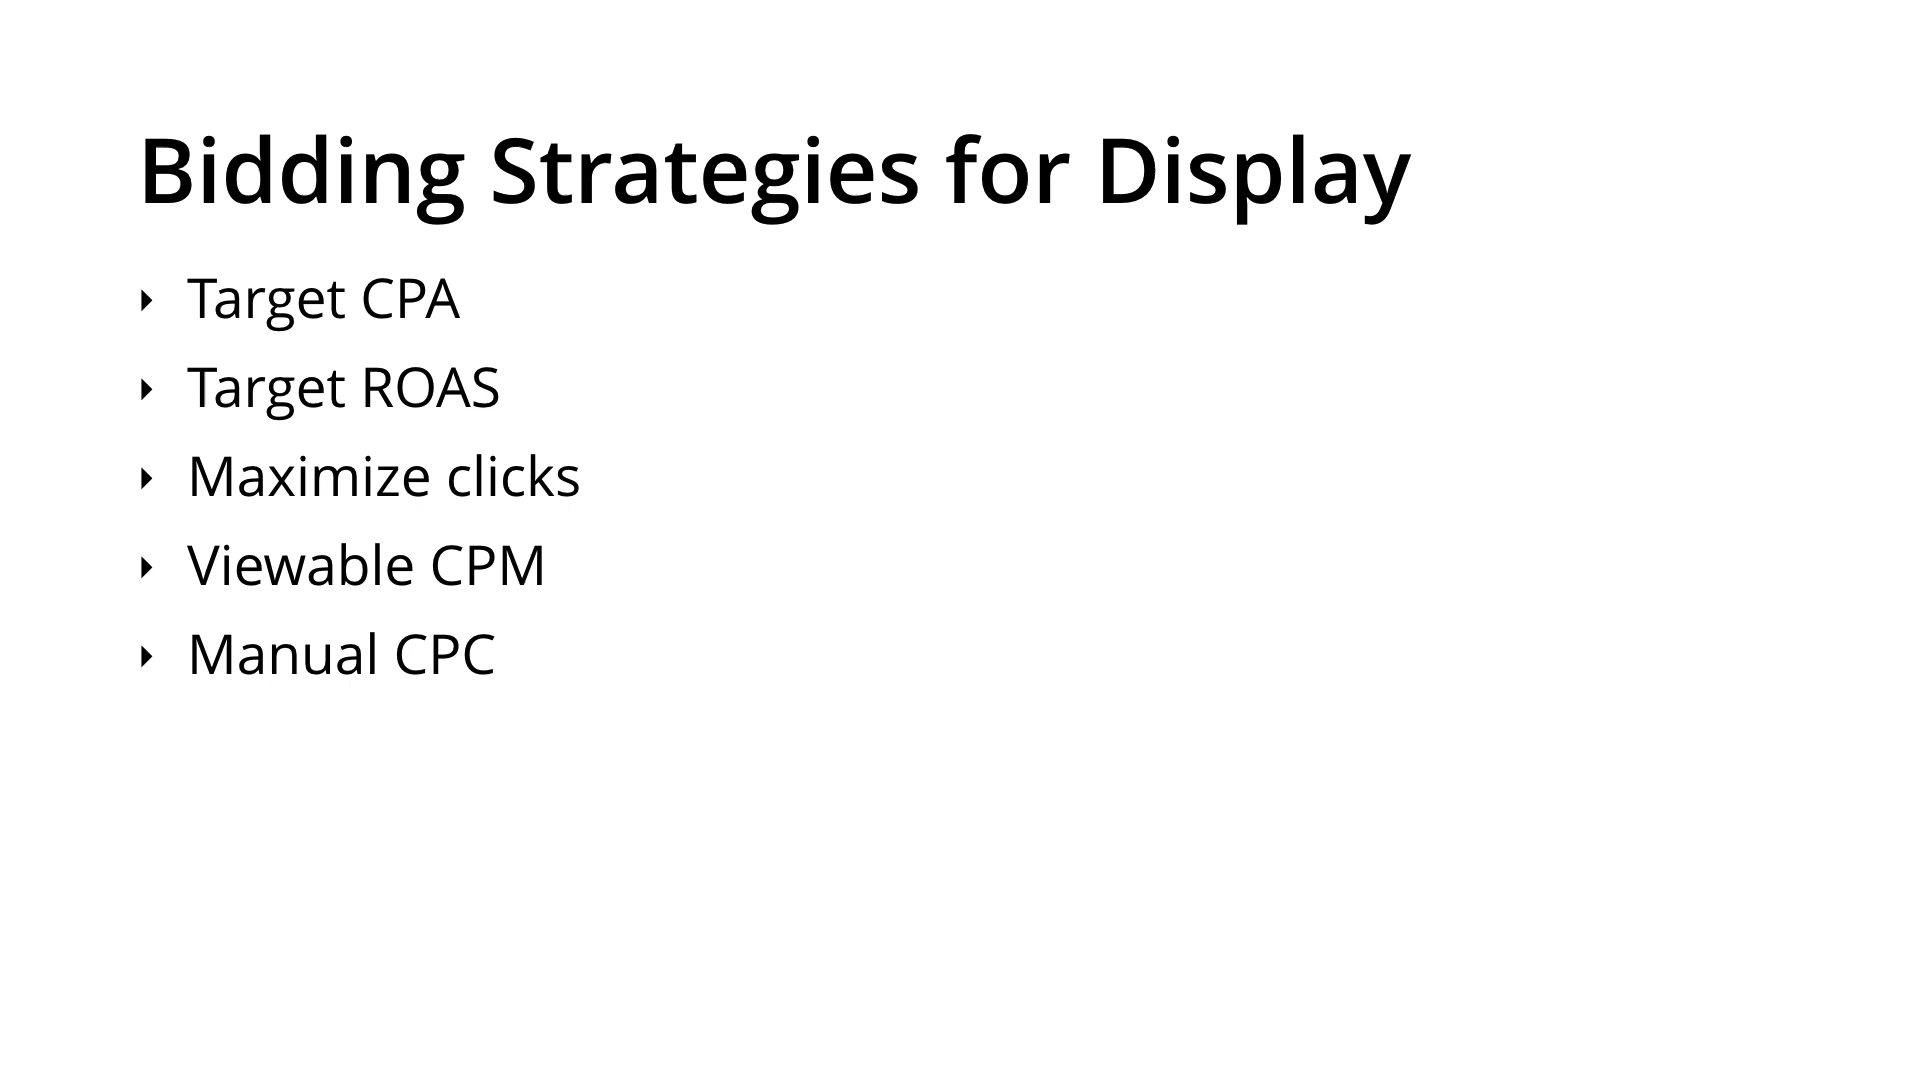 Bidding Strategies for Display
‣ Target CPA
‣ Target ROAS
‣ Maximize clicks
‣ Viewable CPM
‣ Manual CPC